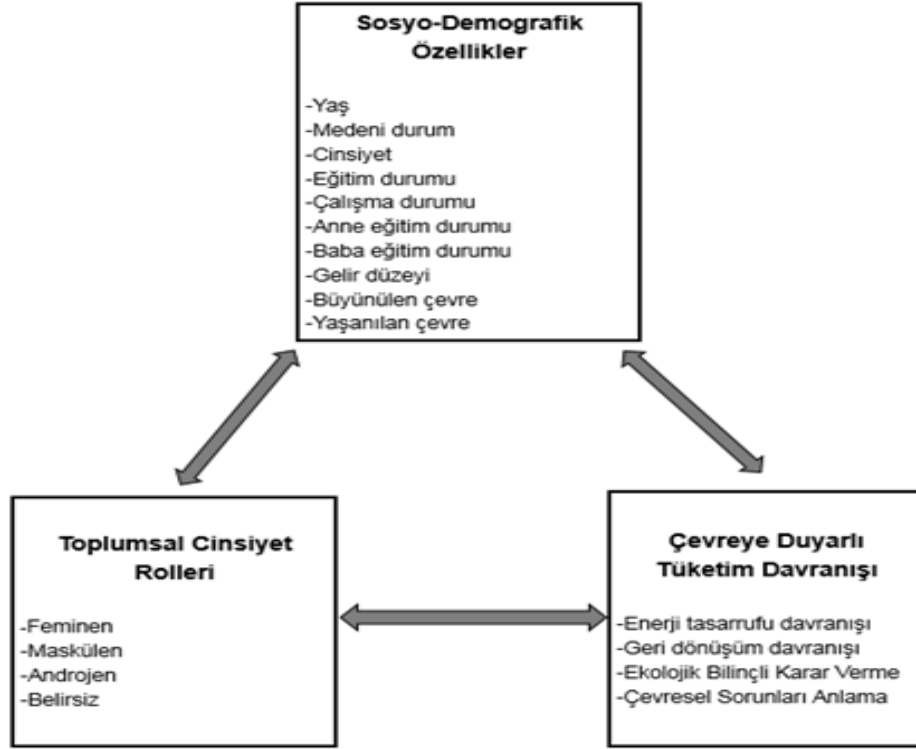 Sosyo-Demografik
Özellikler
-Yaş
-Medeni durum
-Cinsiyet
-Eğitim durumu
-Çalışma durumu
-Anne eğitim durumu
-Baba eğitim durumu
-Gelir düzeyi
-Büyünülen çevre
-Yaşanılan çevre
Toplumsal Cinsiyet
Rolleri
-Feminen
-Maskülen
-Androjen
-Belirsiz
Çevreye Duyarlı
Tüketim Davranışı
-Enerji tasarrufu davranışı
-Geri dönüşüm davranışı
-Ekolojik Bilinçli Karar Verme
-Çevresel Sorunları Anlama